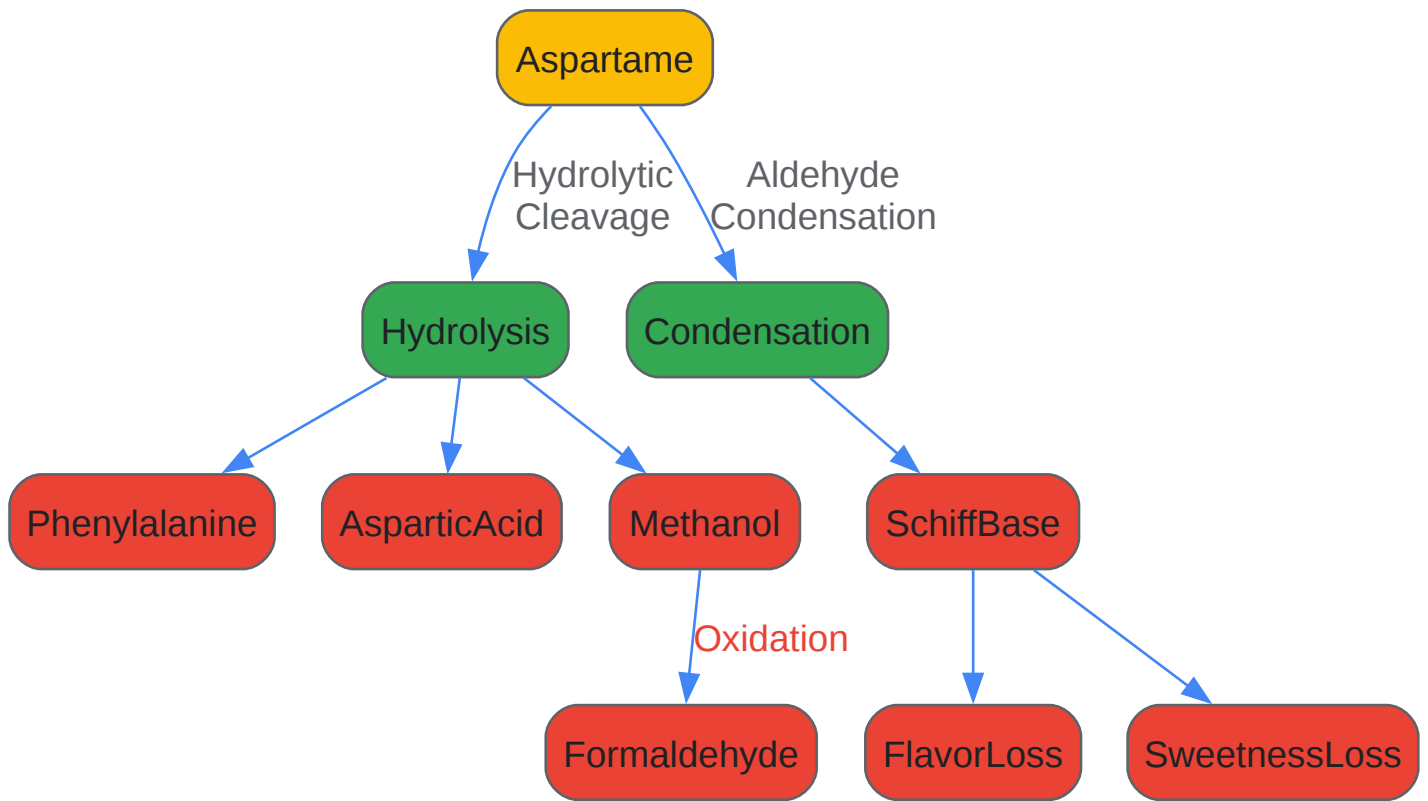 Aspartame
Hydrolytic
Cleavage
Aldehyde
Condensation
Hydrolysis
Condensation
Phenylalanine
AsparticAcid
Methanol
SchiffBase
Oxidation
Formaldehyde
FlavorLoss
SweetnessLoss